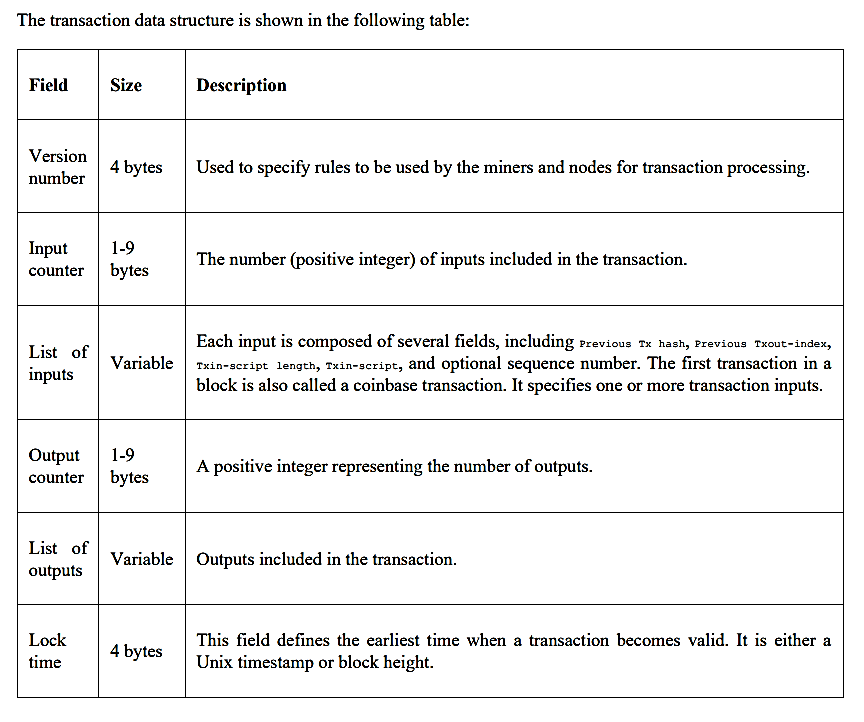 The transaction data structure is shown in the following table:
Field Size Description
Version
number
4 bytes
Used to specify rules to be used by the miners and nodes for transaction processing.
Input
counter
1-9
bytes
The number (positive integer) of inputs included in the transaction.
List of
inputs
Variable
Each input is composed of several fields, including Previous Tx hash, Previous Txout-index,
Txin-script length, Txin-script, and optional sequence number. The first transaction in a
block is also called a coinbase transaction. It specifies one or more transaction inputs.
Output
counter
1-9
bytes
A positive integer representing the number of outputs.
List of
outputs
Variable
Outputs included in the transaction.
Lock
time
4 bytes
This field defines the earliest time when a transaction becomes valid. It is either a
Unix timestamp or block height.